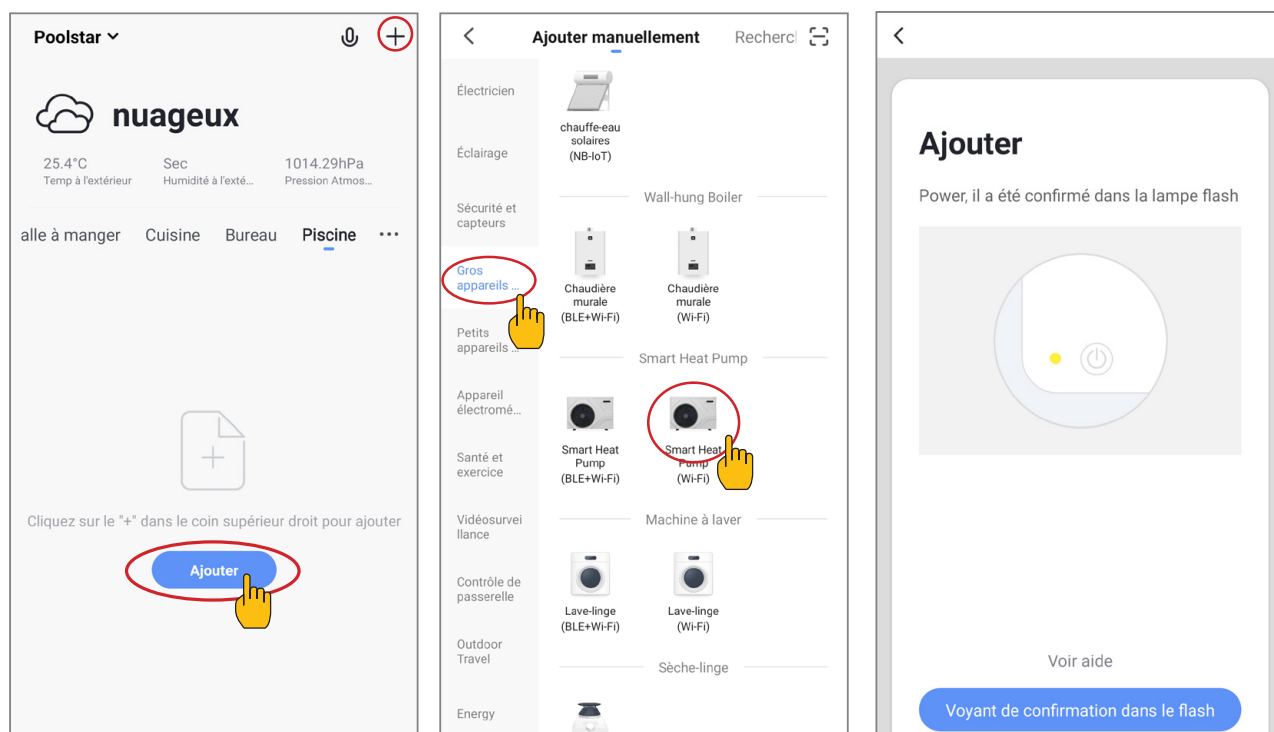 Poolstar
nuageux
25.4°C
Sec
1014.29hPa
Temp à l'extérieur
Humidité à l'exté...
Pression Atmos...
alle à manger
Cuisine
Bureau
Piscine
Cliquez sur le "+" dans le coin supérieur droit pour ajouter
Ajouter
Ajouter manuellement
Recherc
Électricien
Éclairage
Sécurité et
capteurs
Gros
appareils ...
Petits
appareils ...
Appareil
électromé...
Santé et
exercice
Vidéosurvei
llance
Contrôle de
passerelle
Outdoor
Travel
Energy
chauffe-eau
solaires
(NB-IoT)
Wall-hung Boiler
Chaudière
murale
(BLE+Wi-Fi)
Chaudière
murale
(Wi-Fi)
Smart Heat Pump
Smart Heat
Pump
(BLE+Wi-Fi)
Smart Heat
Pump
(Wi-Fi)
Machine à laver
Lave-linge
(BLE+Wi-Fi)
Lave-linge
(Wi-Fi)
Sèche-linge
Ajouter
Power, il a été confirmé dans la lampe flash
Voir aide
Voyant de confirmation dans le flash